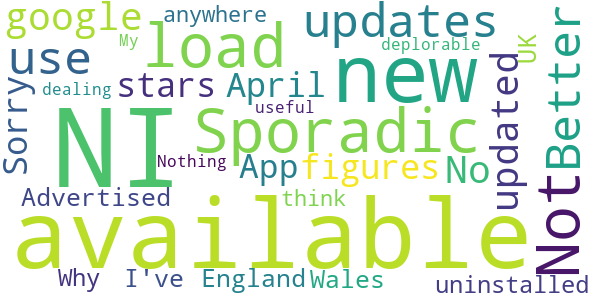 google
anywhere
My
load
updates
deplorable
UK
use
dealing
stars
April
new
useful
Sorry
NI
Sporadic
updated
Better
Nothing
App
figures
No
Not
Advertised
think
available
Why
I've
England
Wales
uninstalled